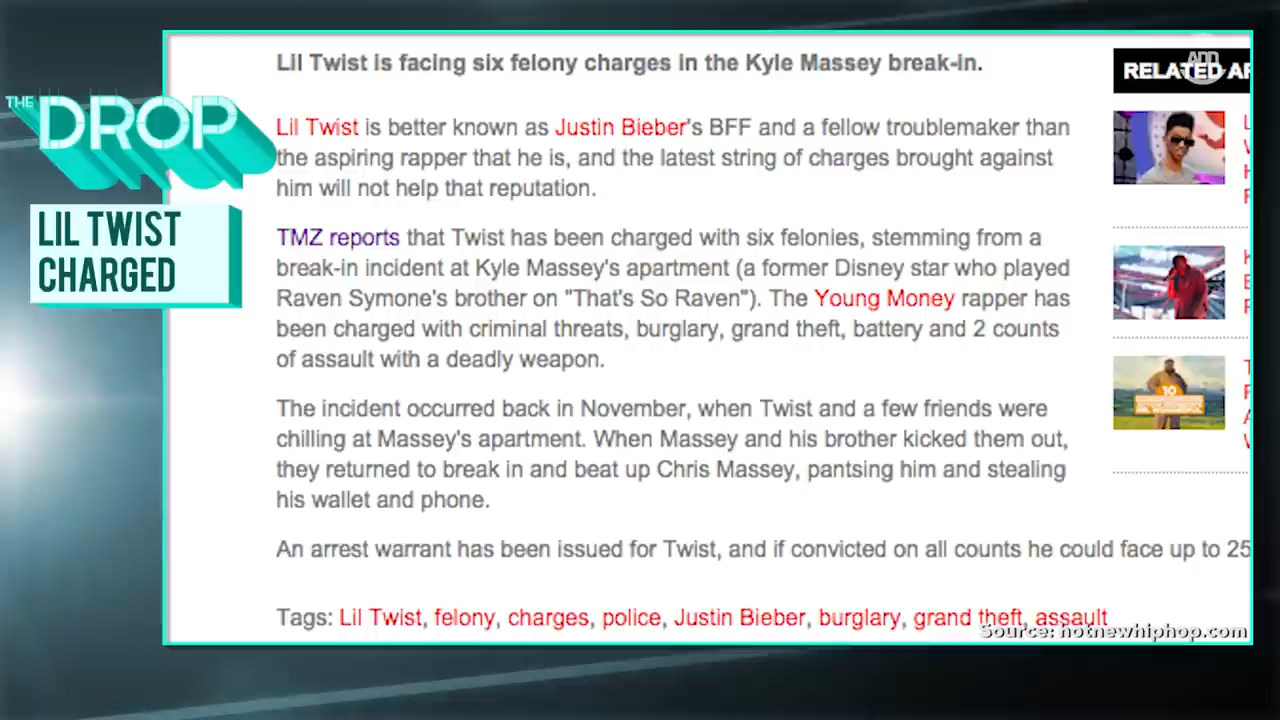 Lil Twist is facing six felony charges in the Kyle Massey break-in.
Lil Twist is better known as Justin Bieber's BFF and a fellow troublemaker than
the aspiring rapper that he is, and the latest string of charges brought against
him will not help that reputation.
TMZ reports that Twist has been charged with six felonies, stemming from a
break-in incident at Kyle Massey's apartment (a former Disney star who played
Raven Symone's brother on "That's So Raven"). The Young Money rapper has
been charged with criminal threats, burglary, grand theft, battery and 2 counts
of assault with a deadly weapon.
The incident occurred back in November, when Twist and a few friends were
chilling at Massey's apartment. When Massey and his brother kicked them out,
they returned to break in and beat up Chris Massey, pantsing him and stealing
his wallet and phone.
An arrest warrant has been issued for Twist, and if convicted on all counts he could face up to 25
Tags: Lil Twist, felony, charges, police, Justin Bieber, burglary, grand theft, assault
Source: hotnewhiphop.com
THE
DROP
LIL TWIST
CHARGED
RELATED AR
ADD
10